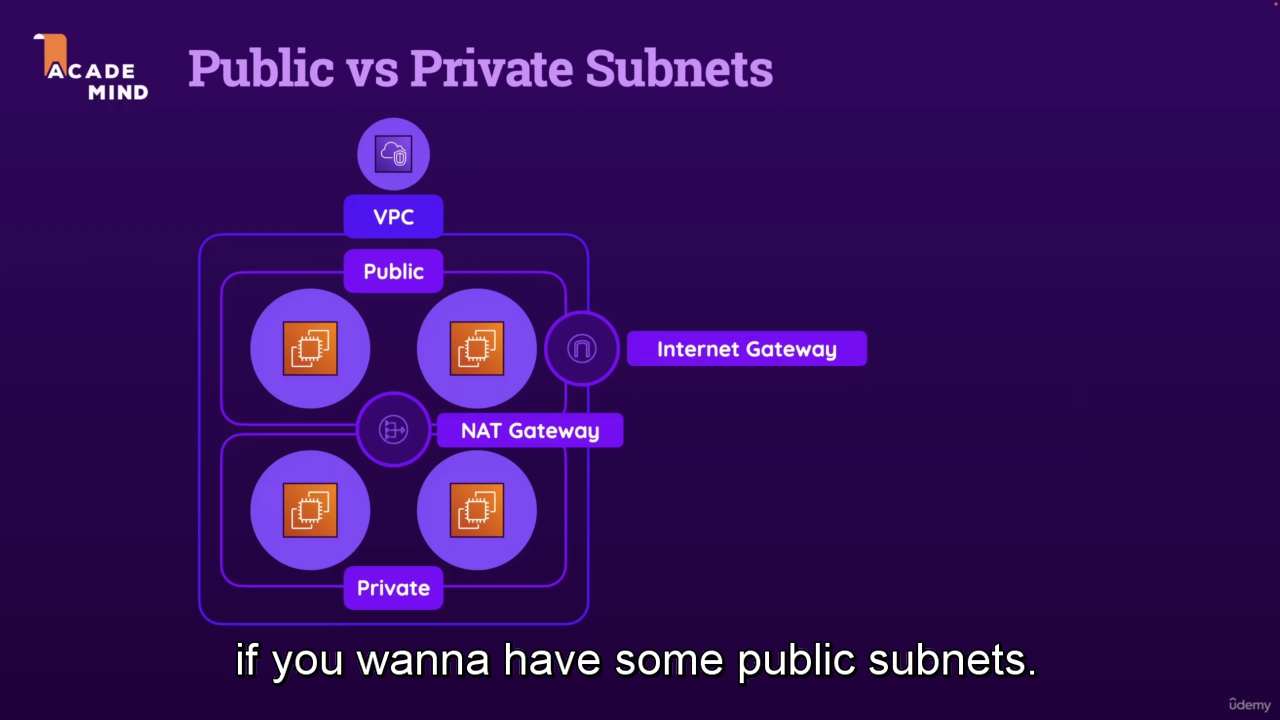 ACADE
MIND
Public vs Private Subnets
VPC
Public
Internet Gateway
NAT Gateway
Private
if you wanna have some public subnets.
ûdemy